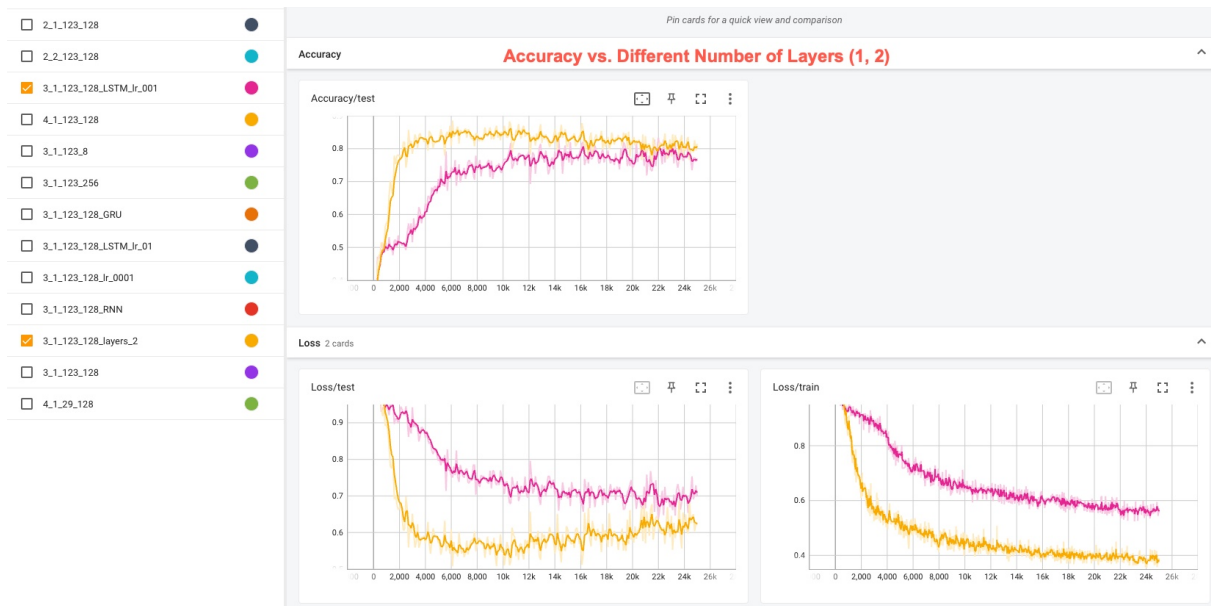 2_1_123_128
2_2_123_128
3_1_123_128_LSTM_lr_001
4_1_123_128
3_1_123_8
3_1_123_256
3_1_123_128_GRU
3_1_123_128_LSTM_lr_01
3_1_123_128_lr_0001
3_1_123_128_RNN
3_1_123_128_layers_2
3_1_123_128
4_1_29_128
Pin cards for a quick view and comparison
Accuracy
Accuracy vs. Different Number of Layers (1, 2)
Accuracy/test
0.8
0.7
0.6
0.5
00 0 2,000 4,000 6,000 8,000 10k 12k 14k 16k 18k 20k 22k 24k 26k 2
Loss 2 cards
Loss/test
0.9
0.8
0.7
0.6
00 0 2,000 4,000 6,000 8,000 10k 12k 14k 16k 18k 20k 22k 24k 26k 2
Loss/train
0.8
0.6
0.4
00 0 2,000 4,000 6,000 8,000 10k 12k 14k 16k 18k 20k 22k 24k 26k 2